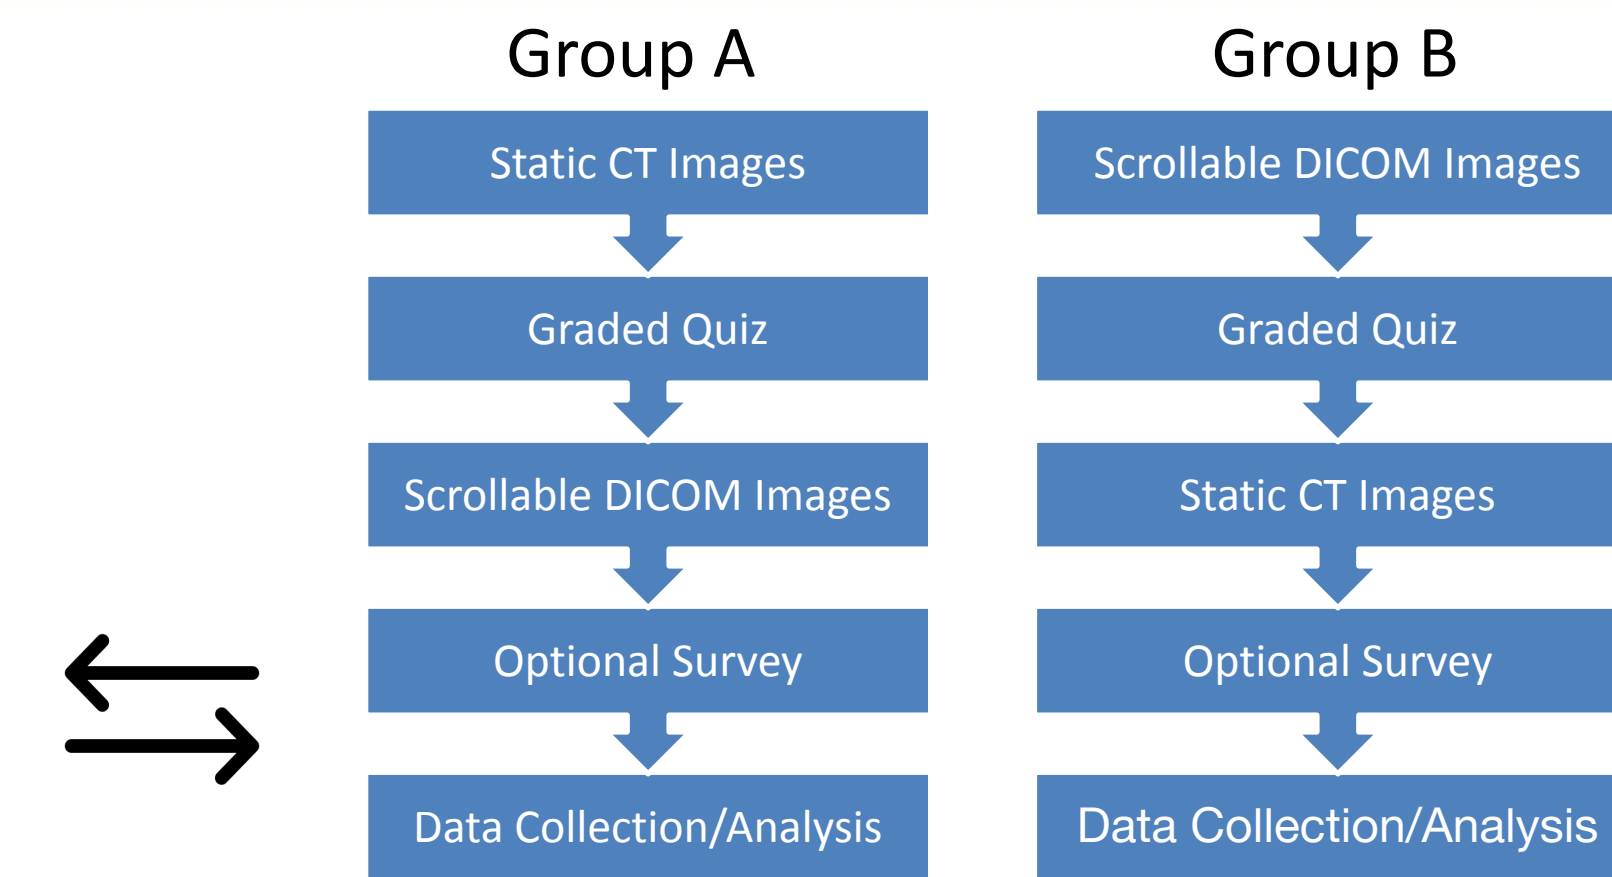 Group A
Static CT Images
Graded Quiz
Scrollable DICOM Images
Optional Survey
Data Collection/Analysis
Group B
Scrollable DICOM Images
Graded Quiz
Static CT Images
Optional Survey
Data Collection/Analysis